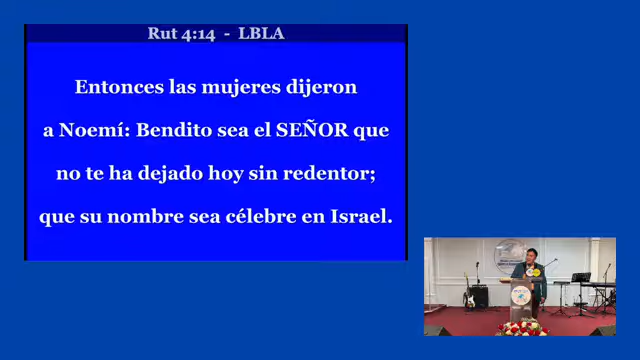 Rut 4:14 - LBLA
Entonces las mujeres dijeron
a Noemí: Bendito sea el SEÑOR que
no te ha dejado hoy sin redentor;
que su nombre sea célebre en Israel.